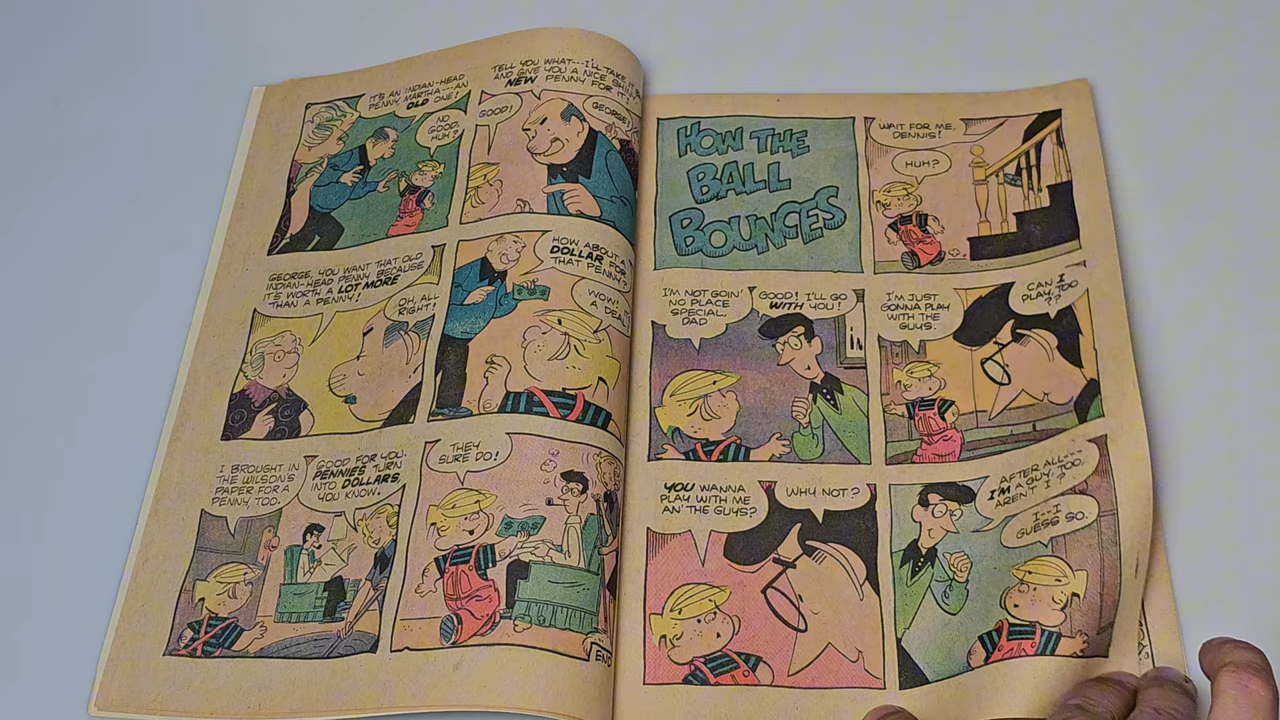 IT'S AN INDIAN-HEAD
PENNY, MARTHA---AN
OLD ONE!
NO
GOOD,
HUH?
TELL YOU WHAT---I'LL TAKE IT
AND GIVE YOU A NICE SHINY
NEW PENNY FOR IT!
GOOD!
GEORGE!
GEORGE, YOU WANT THAT OLD
INDIAN-HEAD PENNY BECAUSE
IT'S WORTH A LOT MORE
THAN A PENNY!
OH, ALL
RIGHT!
HOW ABOUT A
DOLLAR FOR
THAT PENNY?
WOW!
IT'S
A DEAL!
I BROUGHT IN
THE WILSON'S
PAPER FOR A
PENNY, TOO.
GOOD FOR YOU.
PENNIES TURN
INTO DOLLARS,
YOU KNOW.
THEY
SURE DO!
END
HOW THE
BALL
BOUNCES
WAIT FOR ME,
DENNIS!
HUH?
I'M NOT GOIN'
NO PLACE
SPECIAL,
DAD
GOOD! I'LL GO
WITH YOU!
I'M JUST
GONNA PLAY
WITH THE
GUYS.
CAN I
PLAY, TOO
?
YOU WANNA
PLAY WITH ME
AN' THE GUYS?
WHY NOT?
AFTER ALL---
I'M A GUY, TOO,
AREN'T I?
I--I
GUESS SO.